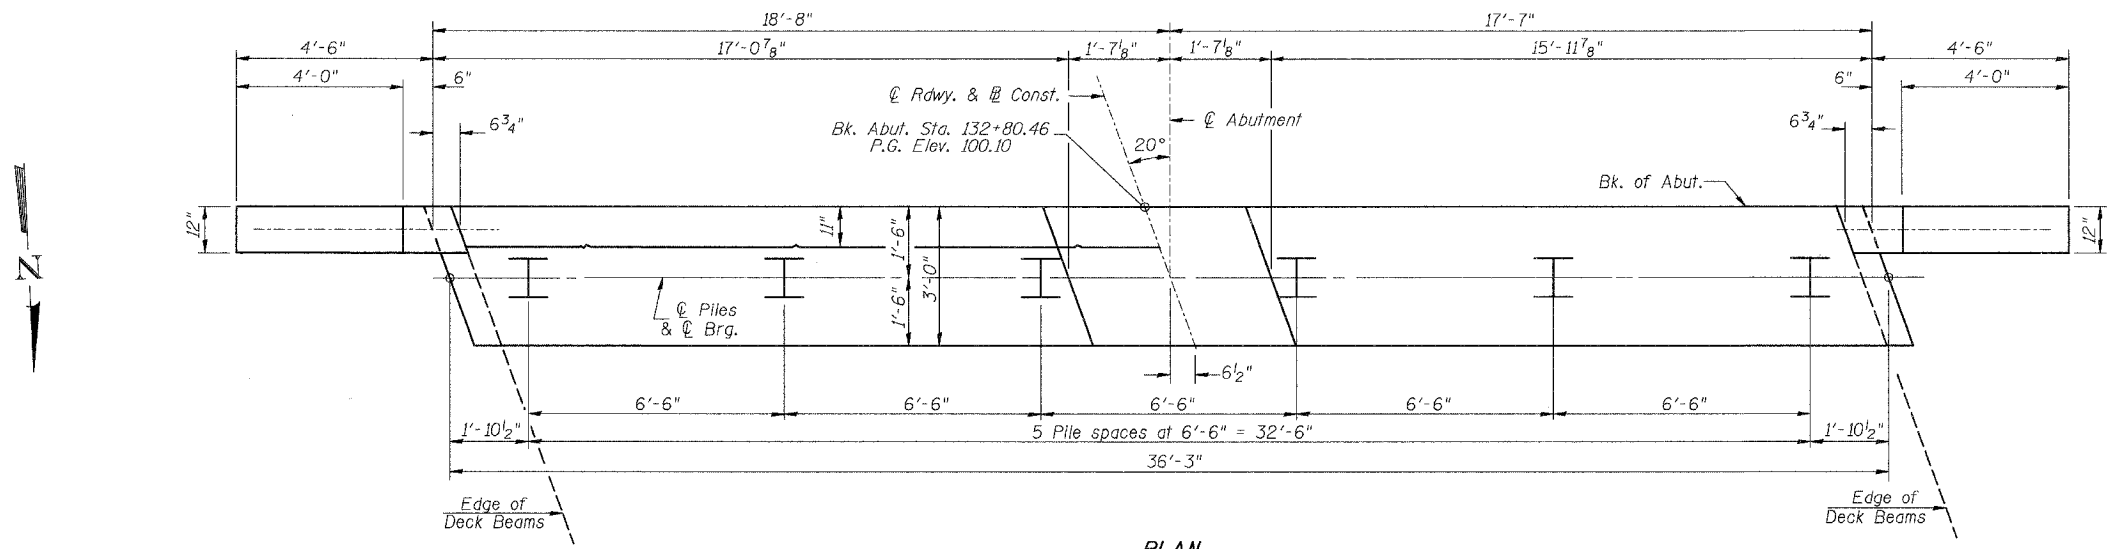 18'-8"
17'-7"
4'-6"
17'-0⅞"
1'-7⅛"
1'-7⅛"
15'-11⅞"
4'-6"
4'-0"
6"
6"
4'-0"
℄ Rdwy. & ⅊ Const.
6¾"
℄ Abutment
6¾"
Bk. Abut. Sta. 132+80.46
P.G. Elev. 100.10
20°
Bk. of Abut.
12"
11"
1'-6"
12"
N
3'-0"
1'-6"
℄ Piles
& ℄ Brg.
6½"
6'-6"
6'-6"
6'-6"
6'-6"
6'-6"
1'-10½"
5 Pile spaces at 6'-6" = 32'-6"
1'-10½"
36'-3"
Edge of
Deck Beams
Edge of
Deck Beams
PLAN